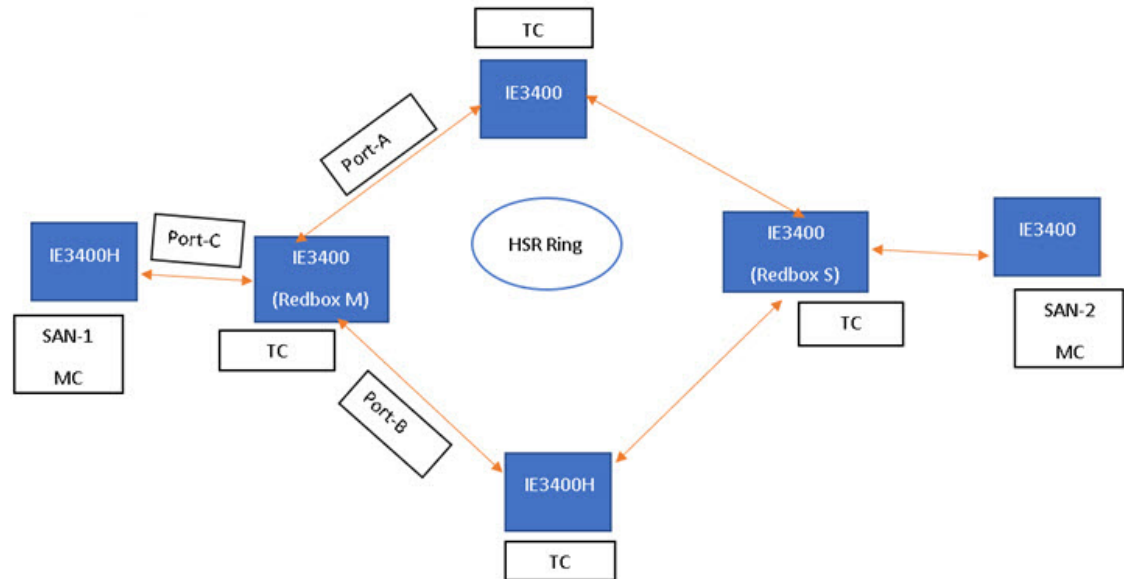 TC
IE3400
Port-A
Port-C
IE3400H
IE3400
(Redbox M)
HSR Ring
IE3400
(Redbox S)
IE3400
SAN-1
MC
TC
TC
SAN-2
MC
Port-B
IE3400H
TC